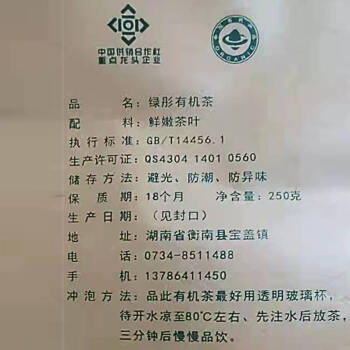 中国供销合作社
重点龙头企业
ORGANIC
品名：绿彤有机茶
配料：鲜嫩茶叶
执行标准：GB/T14456.1
生产许可证：QS4304 1401 0560
储存方法：避光、防潮、防异味
保质期：18个月 净含量：250克
生产日期：（见封口）
地址：湖南省衡南县宝盖镇
电话：0734-8511488
手机：13786411450
冲泡方法：品此有机茶最好用透明玻璃杯，
待开水凉至80℃左右、先注水后放茶，
三分钟后慢慢品饮。